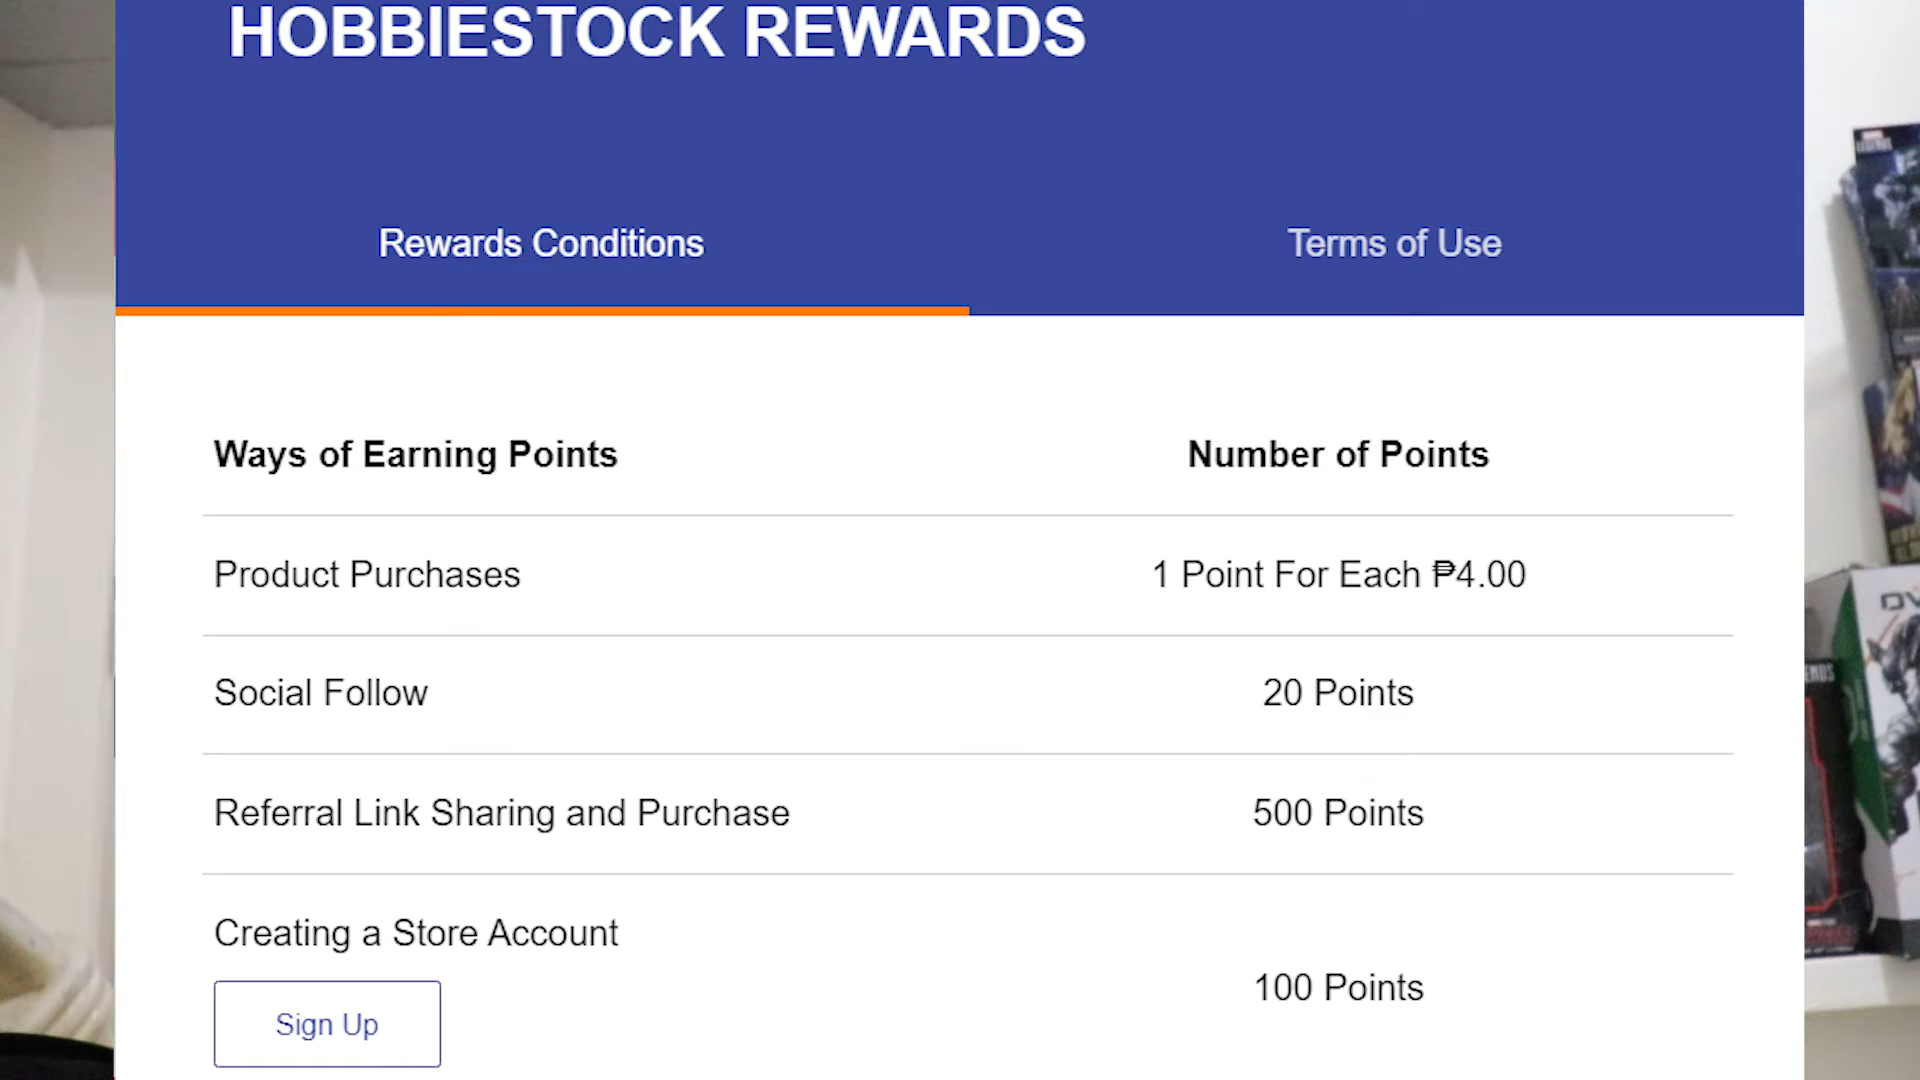 HOBBIESTOCK REWARDS
Rewards Conditions
Terms of Use
Ways of Earning Points
Number of Points
Product Purchases
1 Point For Each ₱4.00
Social Follow
20 Points
Referral Link Sharing and Purchase
500 Points
Creating a Store Account
100 Points
Sign Up